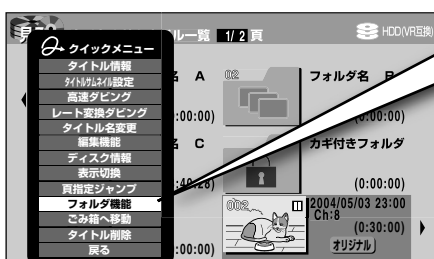 見
ル一覧 1/2頁
HDD(VR互換)
クイックメニュー
タイトル情報
タイトルサムネイル設定
高速ダビング
レート変換ダビング
タイトル名変更
編集機能
ディスク情報
表示切換
頁指定ジャンプ
フォルダ機能
ごみ箱へ移動
タイトル削除
戻る
名 A
:00:00)
02
フォルダ名 B
(0:00:00)
名 C
:40:28)
カギ付きフォルダ
(0:00:00)
:00:00)
002
2004/05/03 23:00
Ch:8
(0:30:00)
オリジナル